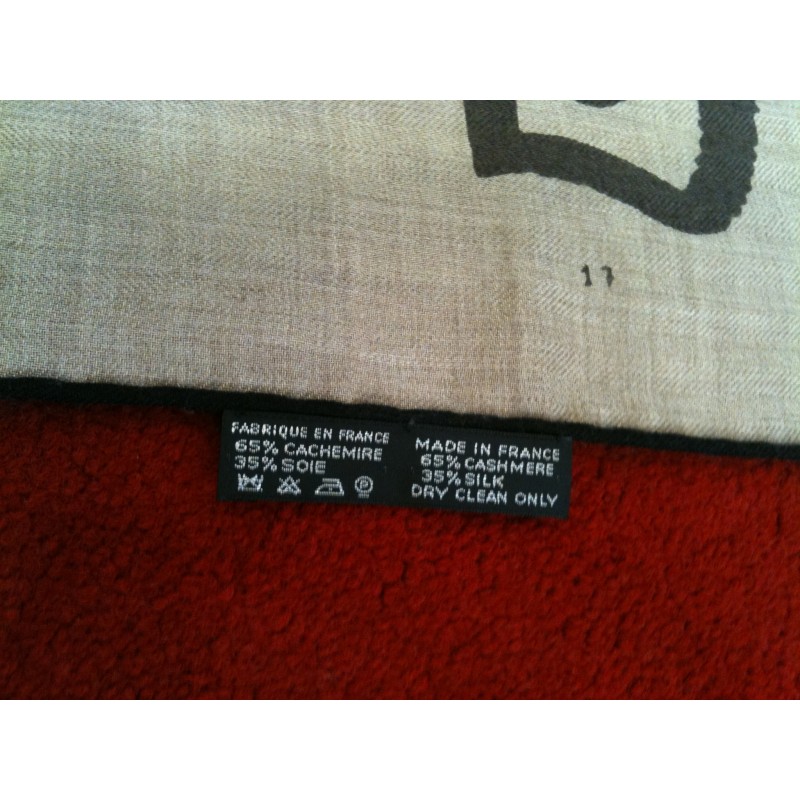 17
FABRIQUE EN FRANCE
65% CACHEMIRE
35% SOIE
MADE IN FRANCE
65% CASHMERE
35% SILK
DRY CLEAN ONLY